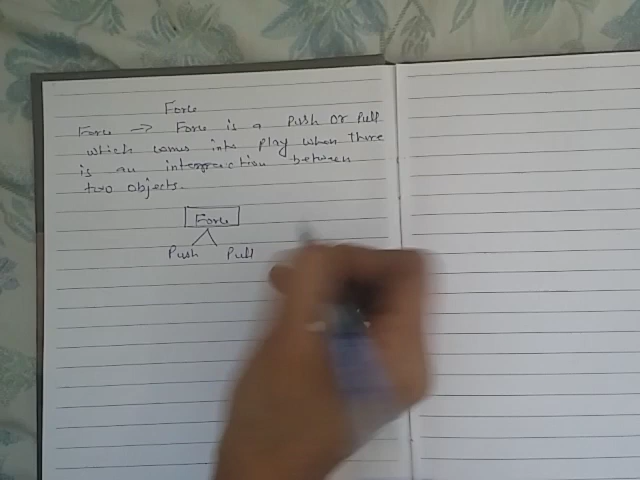 Force
Force → Force is a Push or Pull
which comes into play when there
is an interaction between
two objects.
Force
Push Pull